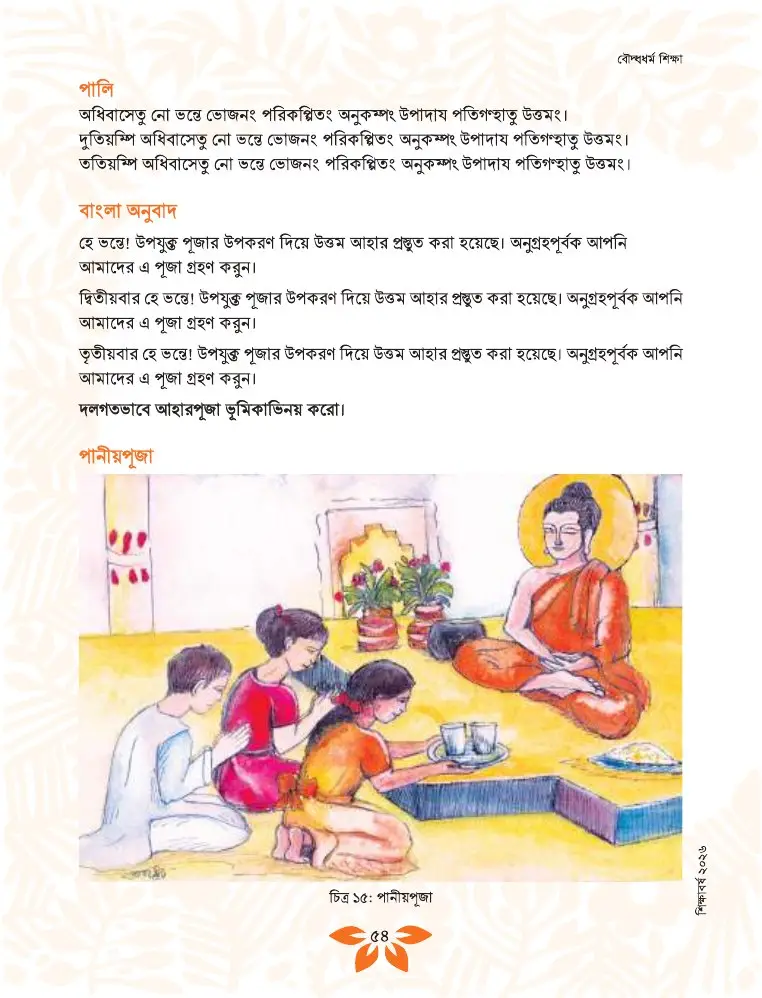 বৌদ্ধধর্ম শিক্ষা
পালি
অধিবাসেতু নো ভন্তে ভোজনং পরিকপ্পিতং অনুকম্পং উপাদায পতিগণ্হাতু উত্তমং।
দুতিয়ম্পি অধিবাসেতু নো ভন্তে ভোজনং পরিকপ্পিতং অনুকম্পং উপাদায পতিগণ্হাতু উত্তমং।
ততিয়ম্পি অধিবাসেতু নো ভন্তে ভোজনং পরিকপ্পিতং অনুকম্পং উপাদায পতিগণ্হাতু উত্তমং।
বাংলা অনুবাদ
হে ভন্তে! উপযুক্ত পূজার উপকরণ দিয়ে উত্তম আহার প্রস্তুত করা হয়েছে। অনুগ্রহপূর্বক আপনি
আমাদের এ পূজা গ্রহণ করুন।
দ্বিতীয়বার হে ভন্তে! উপযুক্ত পূজার উপকরণ দিয়ে উত্তম আহার প্রস্তুত করা হয়েছে। অনুগ্রহপূর্বক আপনি
আমাদের এ পূজা গ্রহণ করুন।
তৃতীয়বার হে ভন্তে! উপযুক্ত পূজার উপকরণ দিয়ে উত্তম আহার প্রস্তুত করা হয়েছে। অনুগ্রহপূর্বক আপনি
আমাদের এ পূজা গ্রহণ করুন।
দলগতভাবে আহারপূজা ভূমিকাভিনয় করো।
পানীয়পূজা
চিত্র ১৫: পানীয়পূজা
শিক্ষাবর্ষ ২০২৬
৫৪